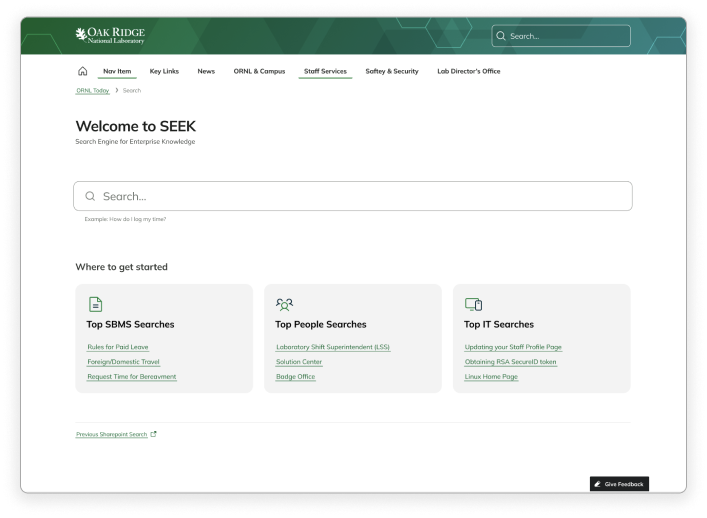 OAK RIDGE
National Laboratory
Search...
Nav Item Key Links News ORNL & Campus Staff Services Saftey & Security Lab Director's Office
ORNL Today > Search
Welcome to SEEK
Search Engine for Enterprise Knowledge
Search...
Example: How do I log my time?
Where to get started
Top SBMS Searches
Rules for Paid Leave
Foreign/Domestic Travel
Request Time for Bereavment
Top People Searches
Laboratory Shift Superintendent (LSS)
Solution Center
Badge Office
Top IT Searches
Updating your Staff Profile Page
Obtaining RSA SecureID token
Linux Home Page
Previous Sharepoint Search
Give Feedback